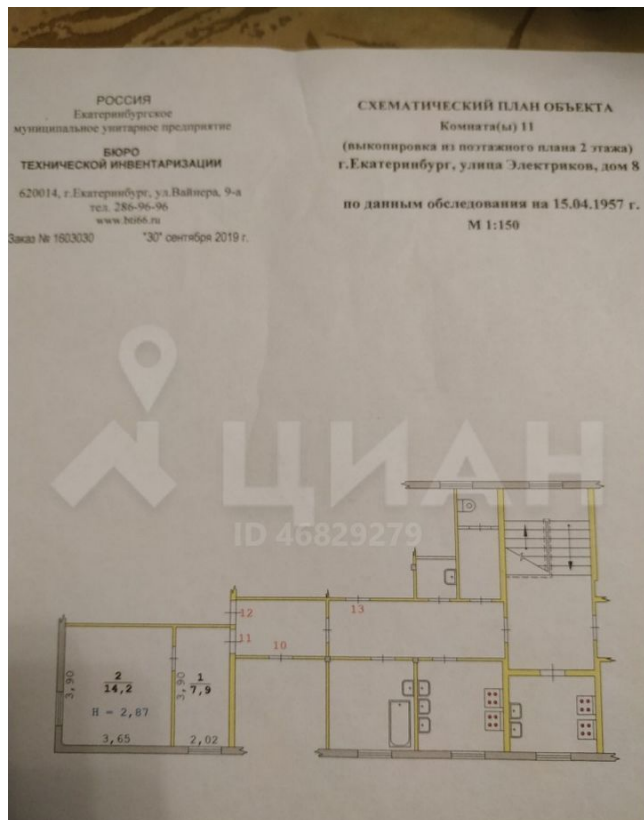 РОССИЯ
Екатеринбургское
муниципальное унитарное предприятие
БЮРО
ТЕХНИЧЕСКОЙ ИНВЕНТАРИЗАЦИИ
620014, г.Екатеринбург, ул.Вайнера, 9-а
тел. 286-96-96
www.bti66.ru
Заказ № 1603030 "30" сентября 2019 г.
СХЕМАТИЧЕСКИЙ ПЛАН ОБЪЕКТА
Комната(ы) 11
(выкопировка из поэтажного плана 2 этажа)
г.Екатеринбург, улица Электриков, дом 8
по данным обследования на 15.04.1957 г.
М 1:150
ЦИАН
ID 46829279
12
13
11
10
3,90
2
14,2
Н = 2,87
3,65
3,90
1
7,9
2,02